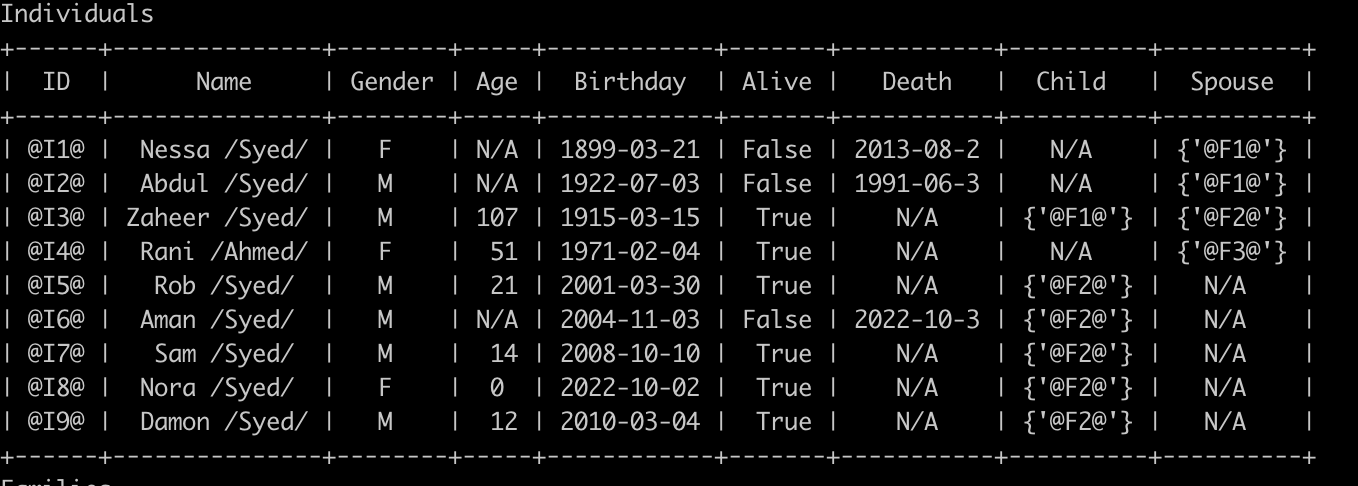 Individuals
+------+---------------+--------+-----+------------+-------+-----------+----------+----------+
|  ID  |      Name     | Gender | Age |  Birthday  | Alive |   Death   |  Child   |  Spouse  |
+------+---------------+--------+-----+------------+-------+-----------+----------+----------+
| @I1@ |  Nessa /Syed/ |   F    | N/A | 1899-03-21 | False | 2013-08-2 |   N/A    | {'@F1@'} |
| @I2@ |  Abdul /Syed/ |   M    | N/A | 1922-07-03 | False | 1991-06-3 |   N/A    | {'@F1@'} |
| @I3@ | Zaheer /Syed/ |   M    | 107 | 1915-03-15 |  True |    N/A    | {'@F1@'} | {'@F2@'} |
| @I4@ |  Rani /Ahmed/ |   F    |  51 | 1971-02-04 |  True |    N/A    |   N/A    | {'@F3@'} |
| @I5@ |   Rob /Syed/  |   M    |  21 | 2001-03-30 |  True |    N/A    | {'@F2@'} |   N/A    |
| @I6@ |  Aman /Syed/  |   M    | N/A | 2004-11-03 | False | 2022-10-3 | {'@F2@'} |   N/A    |
| @I7@ |   Sam /Syed/  |   M    |  14 | 2008-10-10 |  True |    N/A    | {'@F2@'} |   N/A    |
| @I8@ |  Nora /Syed/  |   F    |  0  | 2022-10-02 |  True |    N/A    | {'@F2@'} |   N/A    |
| @I9@ |  Damon /Syed/ |   M    |  12 | 2010-03-04 |  True |    N/A    | {'@F2@'} |   N/A    |
+------+---------------+--------+-----+------------+-------+-----------+----------+----------+
Families